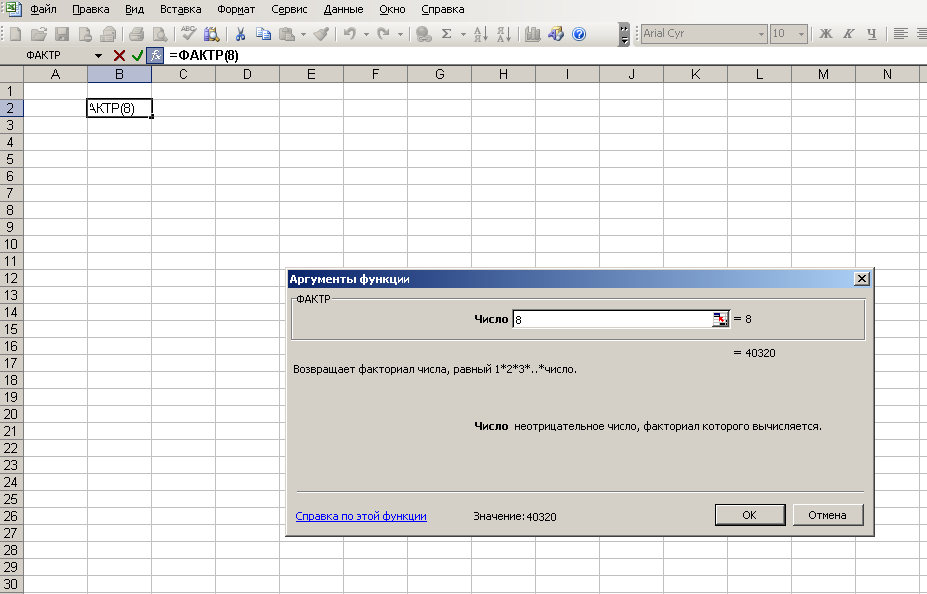 Файл Правка Вид Вставка Формат Сервис Данные Окно Справка
Arial Cyr 10 Ж К Ч
ФАКТР =ФАКТР(8)
A B C D E F G H I J K L M N
1
2 АКТР(8)
3
4
5
6
7
8
9
10
11
12
13
14
15
16
17
18
19
20
21
22
23
24
25
26
27
28
29
30
Аргументы функции
ФАКТР
Число 8 = 8
= 40320
Возвращает факториал числа, равный 1*2*3*..*число.
Число неотрицательное число, факториал которого вычисляется.
Справка по этой функции Значение:40320 ОК Отмена